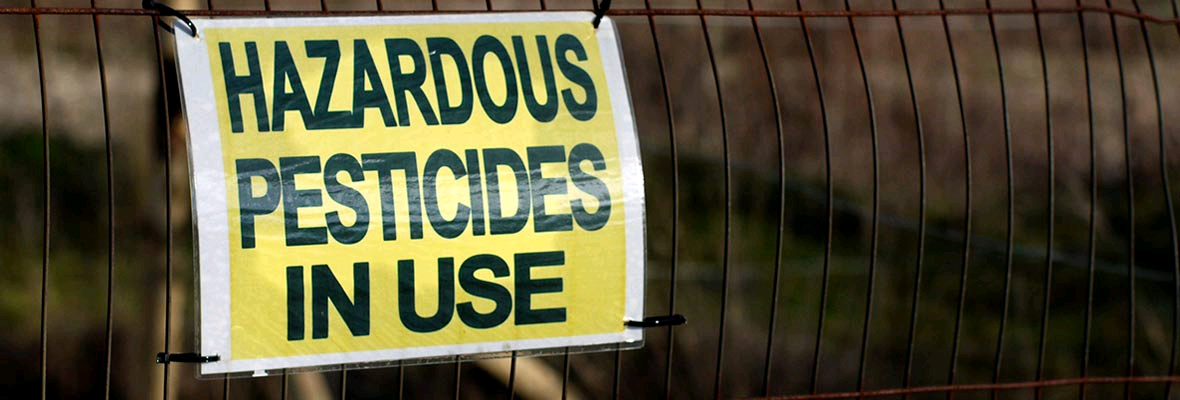 HAZARDOUS
PESTICIDES
IN USE